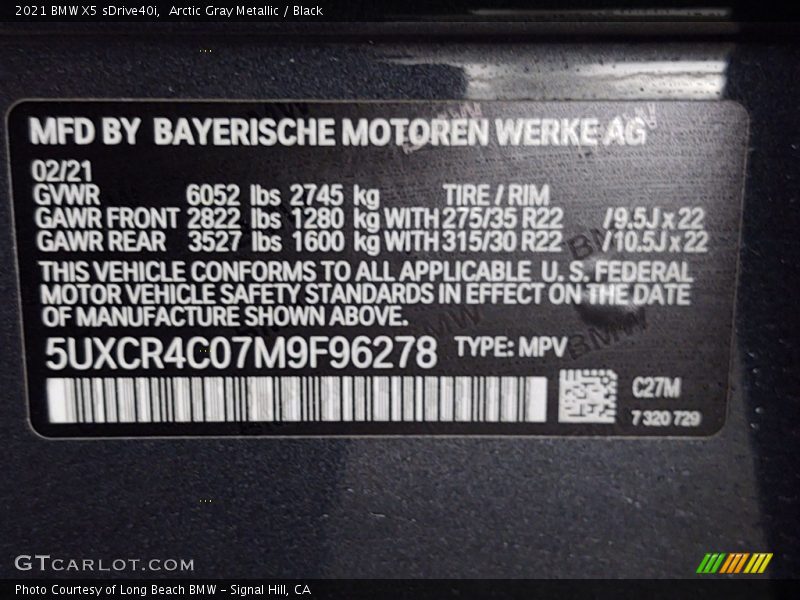 2021 BMW X5 sDrive40i, Arctic Gray Metallic / Black
MFD BY BAYERISCHE MOTOREN WERKE AG
02/21
GVWR 6052 lbs 2745 kg TIRE / RIM
GAWR FRONT 2822 lbs 1280 kg WITH 275/35 R22 / 9.5J x 22
GAWR REAR 3527 lbs 1600 kg WITH 315/30 R22 / 10.5J x 22
THIS VEHICLE CONFORMS TO ALL APPLICABLE U. S. FEDERAL
MOTOR VEHICLE SAFETY STANDARDS IN EFFECT ON THE DATE
OF MANUFACTURE SHOWN ABOVE.
5UXCR4C07M9F96278 TYPE: MPV
C27M
7 320 729
GTCARLOT.COM
Photo Courtesy of Long Beach BMW - Signal Hill, CA